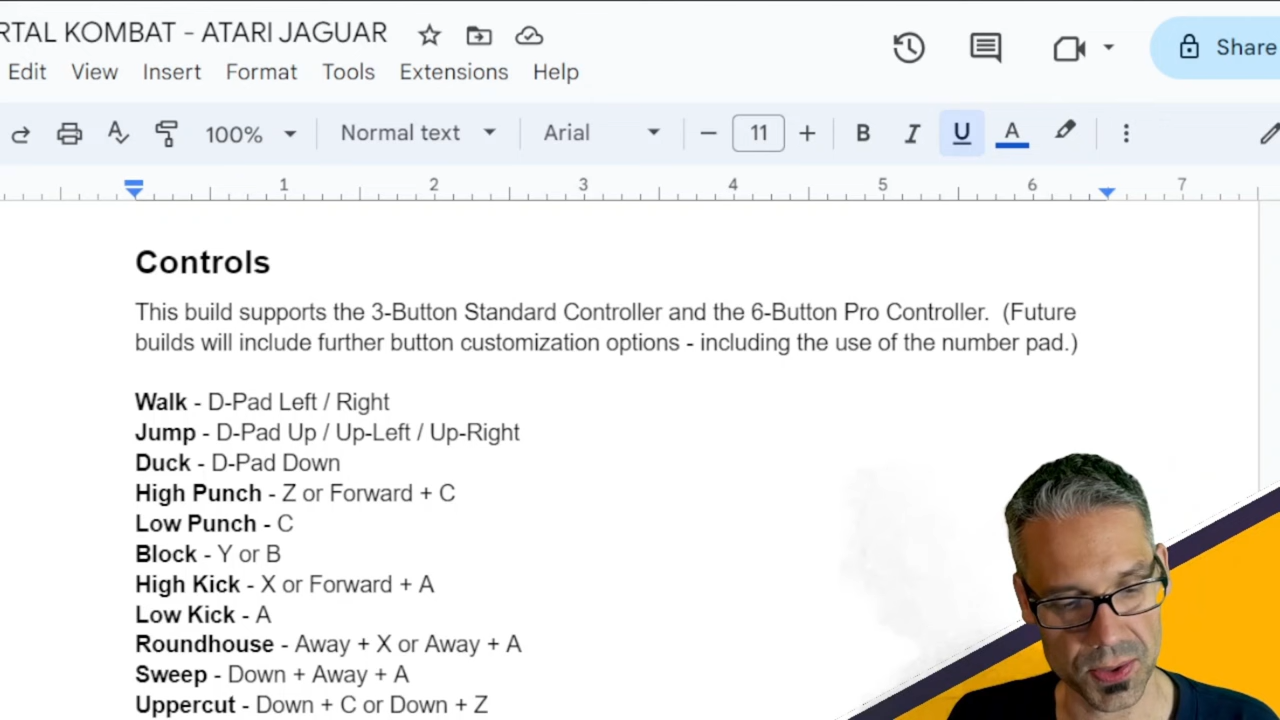 RTAL KOMBAT - ATARI JAGUAR
Edit View Insert Format Tools Extensions Help
Share
100% Normal text Arial 11 B I U A
1 2 3 4 5 6 7
Controls
This build supports the 3-Button Standard Controller and the 6-Button Pro Controller. (Future
builds will include further button customization options - including the use of the number pad.)
Walk - D-Pad Left / Right
Jump - D-Pad Up / Up-Left / Up-Right
Duck - D-Pad Down
High Punch - Z or Forward + C
Low Punch - C
Block - Y or B
High Kick - X or Forward + A
Low Kick - A
Roundhouse - Away + X or Away + A
Sweep - Down + Away + A
Uppercut - Down + C or Down + Z